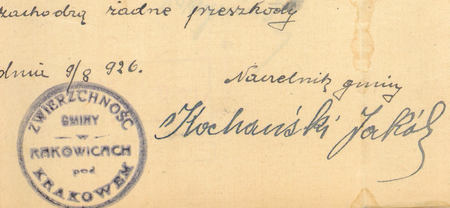 zachodzą żadne przeszkody
dnia 9/8 926.
Naczelnik gminy
Kochański Jakób
ZWIERZCHNOŚĆ
GMINY
w
RAKOWICACH
pod
KRAKOWEM